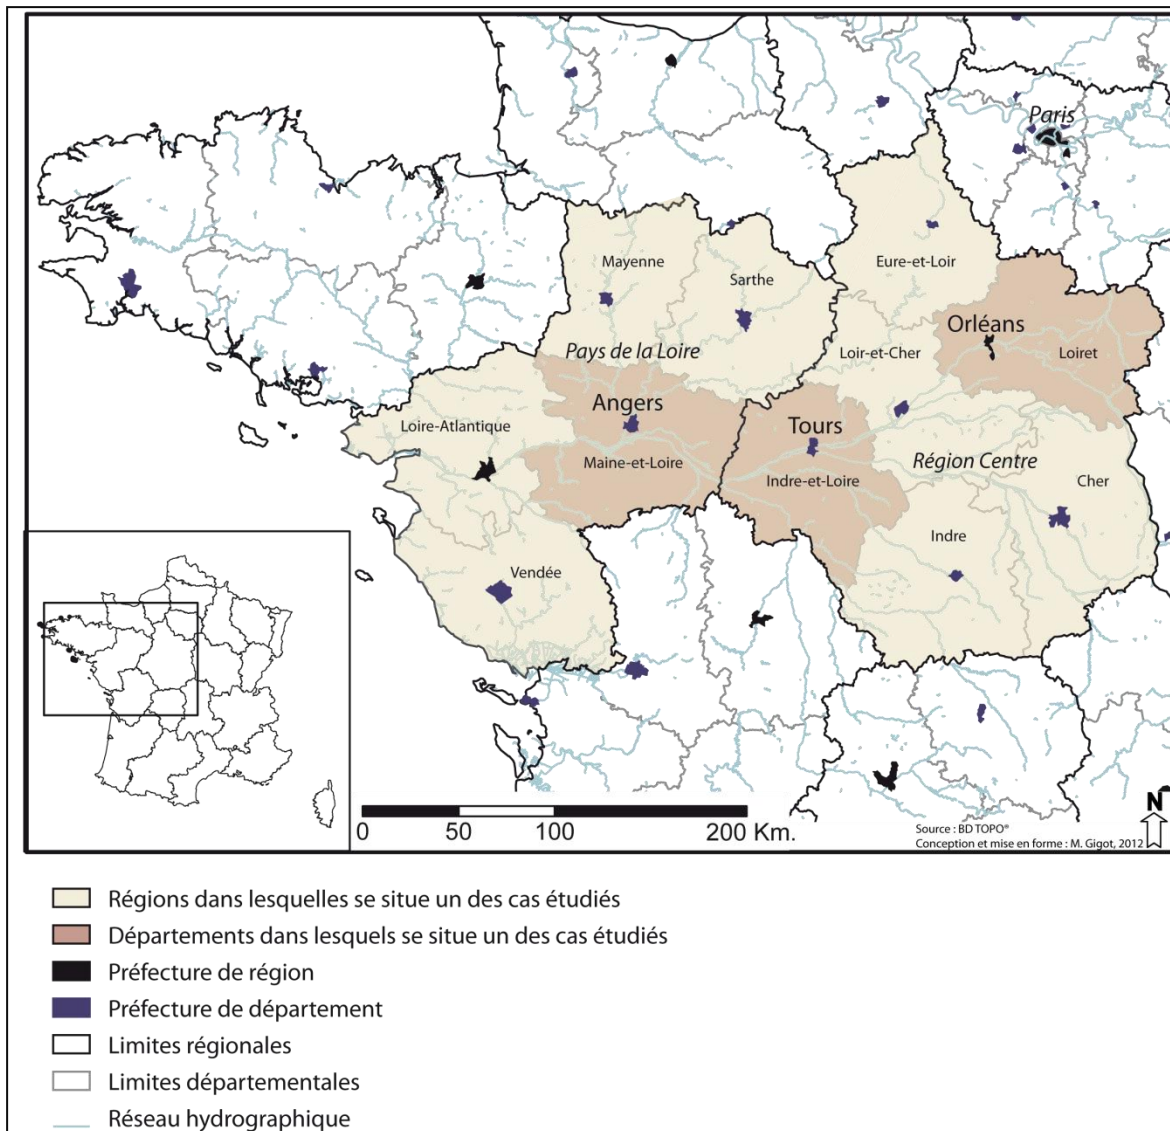 Paris
Mayenne
Sarthe
Eure-et-Loir
Orléans
Pays de la Loire
Loir-et-Cher
Loiret
Angers
Loire-Atlantique
Tours
Maine-et-Loire
Région Centre
Indre-et-Loire
Cher
Indre
Vendée
0 50 100 200 Km.
N
Source : BD TOPO®
Conception et mise en forme : M. Gigot, 2012
Régions dans lesquelles se situe un des cas étudiés
Départements dans lesquels se situe un des cas étudiés
Préfecture de région
Préfecture de département
Limites régionales
Limites départementales
Réseau hydrographique